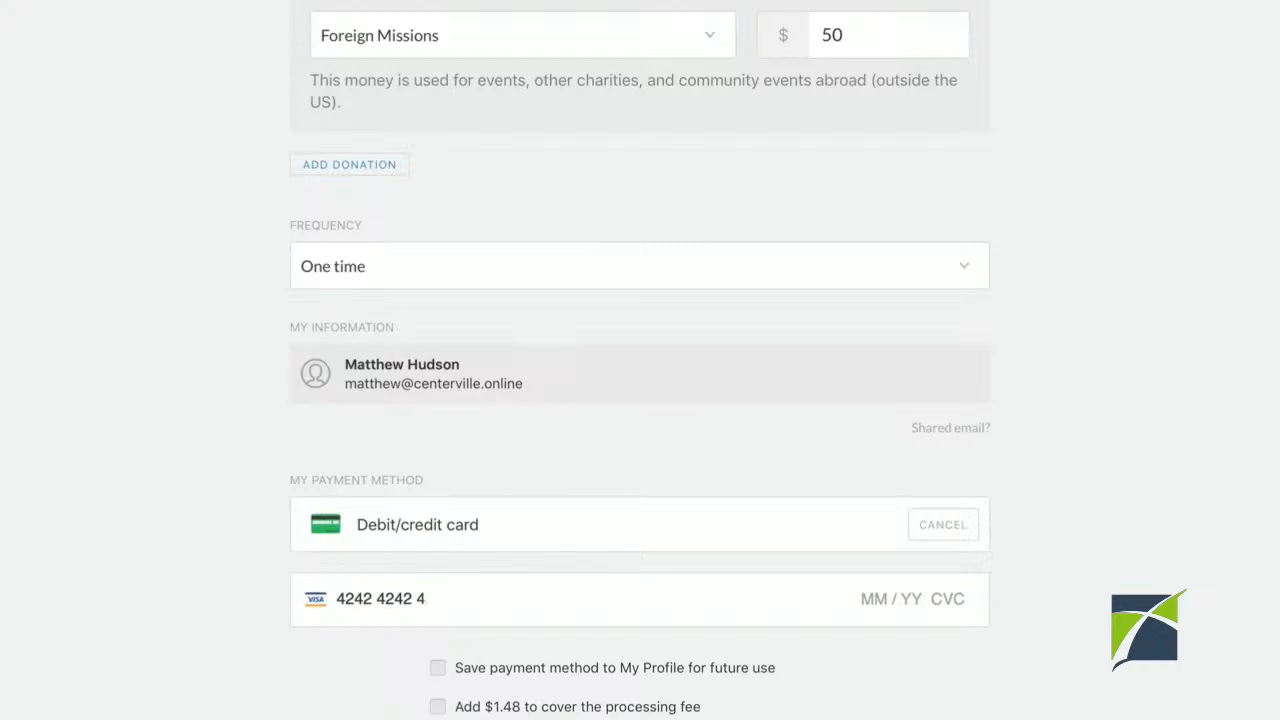 Foreign Missions
$ 50
This money is used for events, other charities, and community events abroad (outside the
US).
ADD DONATION
FREQUENCY
One time
MY INFORMATION
Matthew Hudson
matthew@centerville.online
Shared email?
MY PAYMENT METHOD
Debit/credit card
CANCEL
VISA 4242 4242 4 MM / YY CVC
Save payment method to My Profile for future use
Add $1.48 to cover the processing fee